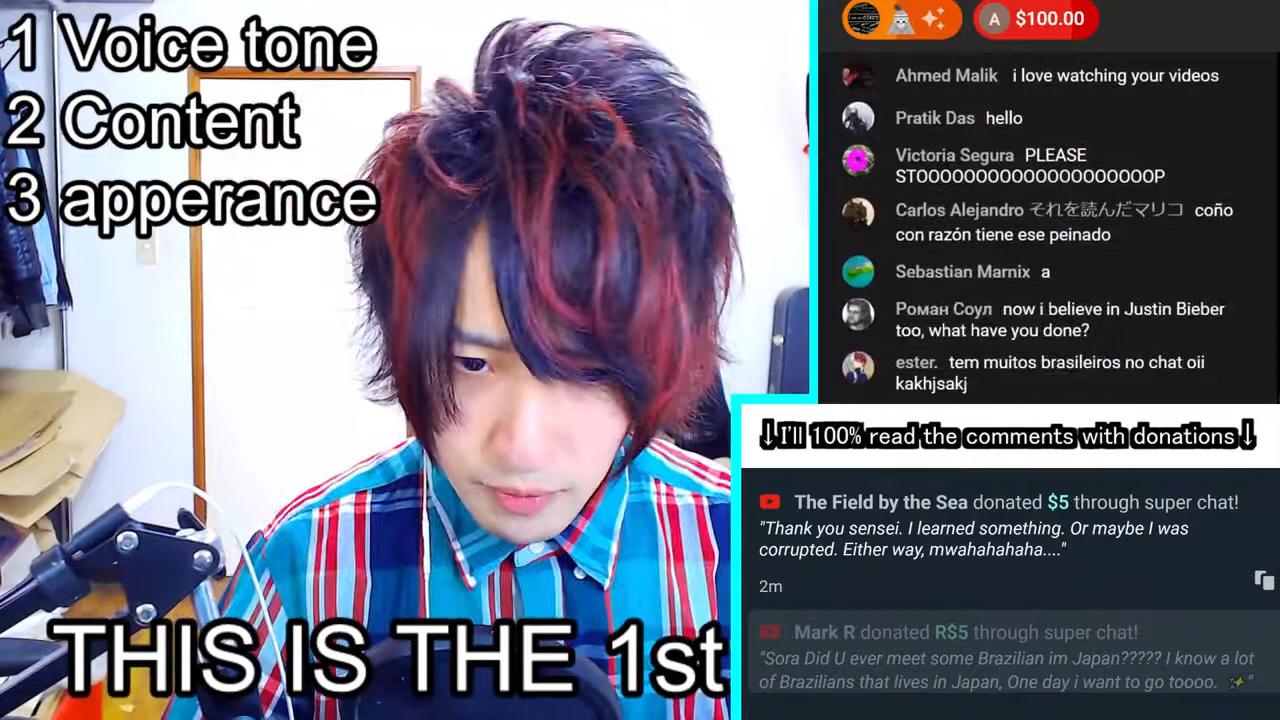 1 Voice tone
2 Content
3 apperance
THIS IS THE 1st
A $100.00
Ahmed Malik i love watching your videos
Pratik Das hello
Victoria Segura PLEASE
STOOOOOOOOOOOOOOOOOOOOP
Carlos Alejandro それを読んだマリコ coño
con razón tiene ese peinado
Sebastian Marnix a
Роман Соул now i believe in Justin Bieber
too, what have you done?
ester. tem muitos brasileiros no chat oii
kakhjsakj
↓I'll 100% read the comments with donations↓
The Field by the Sea donated $5 through super chat!
"Thank you sensei. I learned something. Or maybe I was
corrupted. Either way, mwahahahaha...."
2m
Mark R donated R$5 through super chat!
"Sora Did U ever meet some Brazilian im Japan????? I know a lot
of Brazilians that lives in Japan, One day i want to go toooo. ✨"